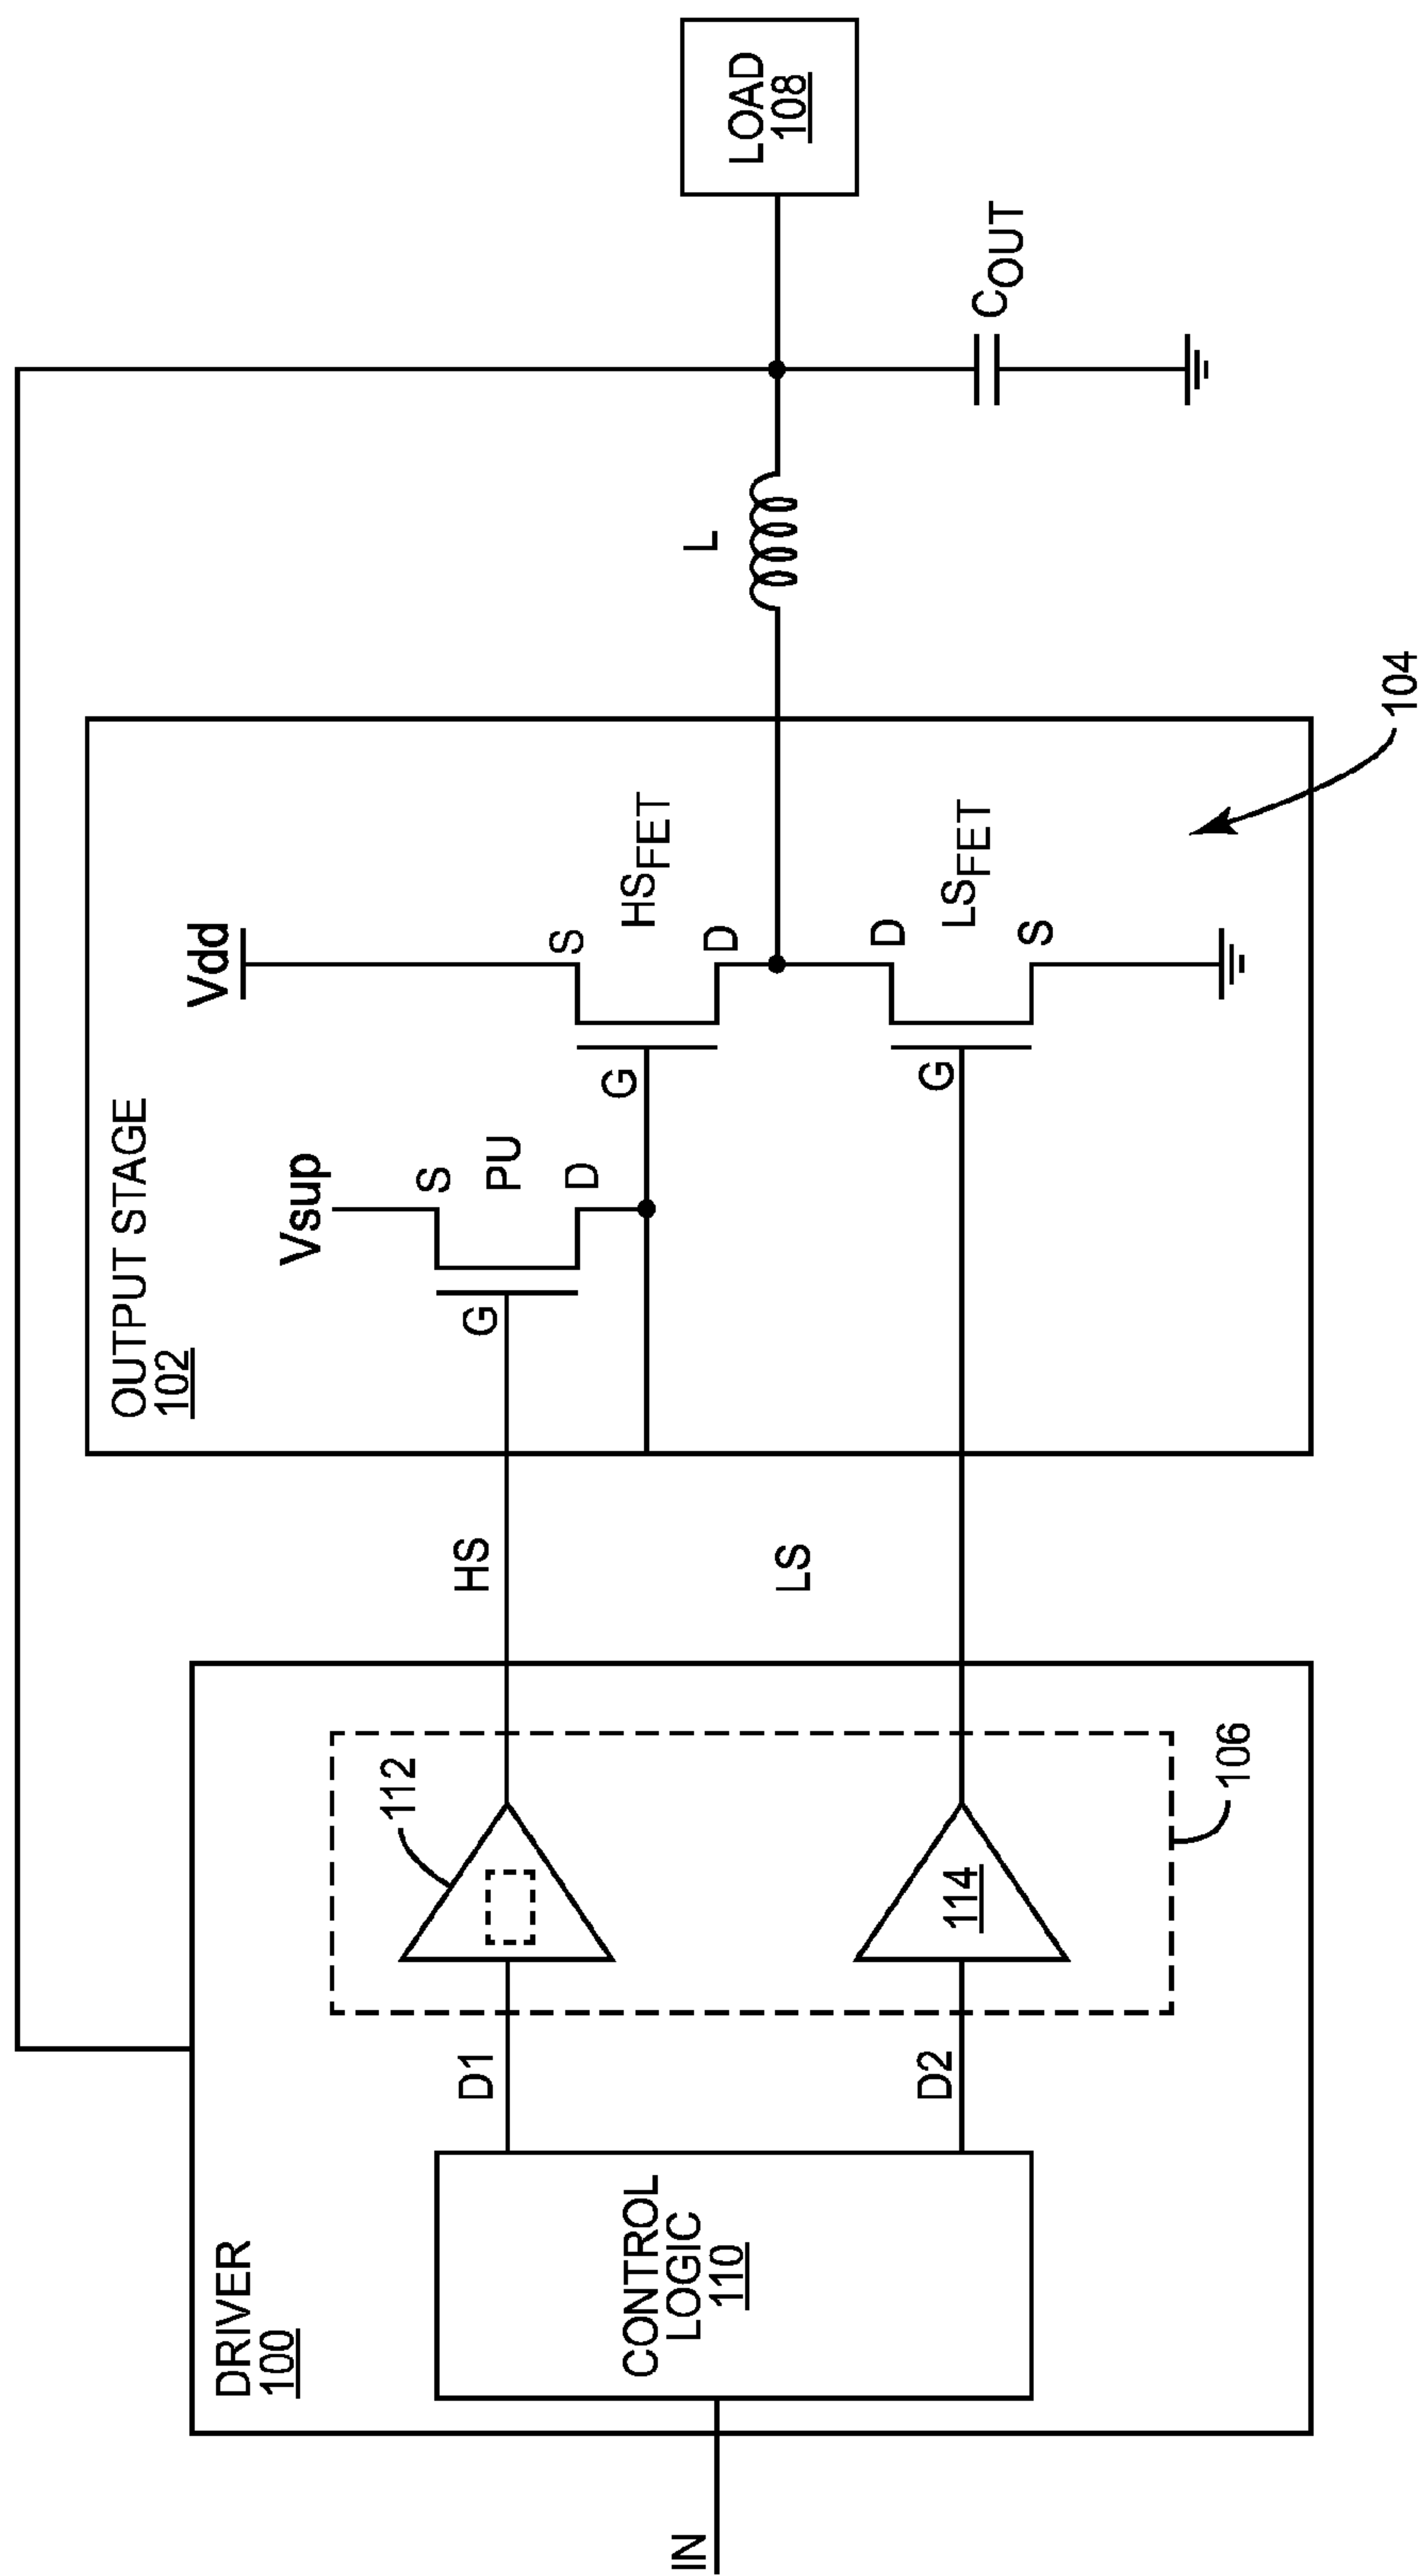 DRIVER
100
IN
CONTROL
LOGIC
110
D1
D2
112
114
106
HS
LS
OUTPUT STAGE
102
Vsup
S
PU
D
G
Vdd
S
HSFET
D
G
D
LSFET
S
G
104
L
COUT
LOAD
108